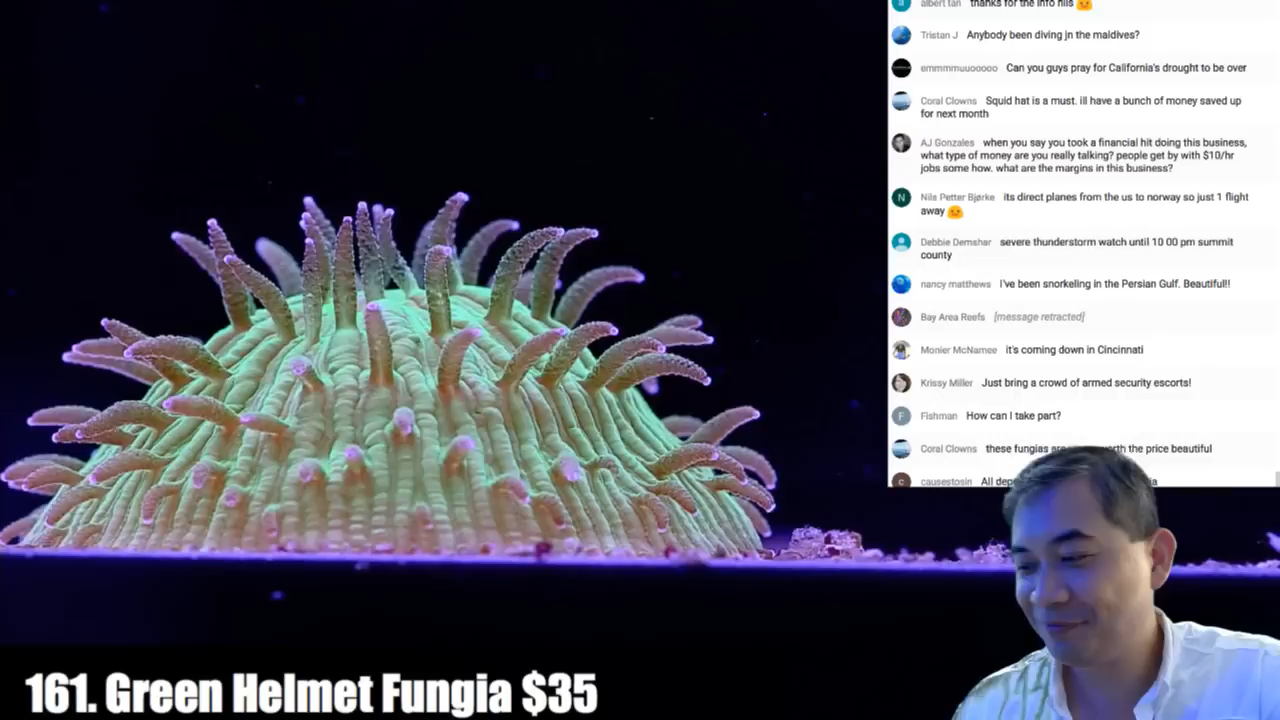 albert tan thanks for the info nils
Tristan J Anybody been diving jn the maldives?
emmmmuuooooo Can you guys pray for California's drought to be over
Coral Clowns Squid hat is a must. ill have a bunch of money saved up
for next month
AJ Gonzales when you say you took a financial hit doing this business,
what type of money are you really talking? people get by with $10/hr
jobs some how. what are the margins in this business?
N Nils Petter Bjørke its direct planes from the us to norway so just 1 flight
away
Debbie Demshar severe thunderstorm watch until 10 00 pm summit
county
nancy matthews I've been snorkeling in the Persian Gulf. Beautiful!!
Bay Area Reefs [message retracted]
Monier McNamee it's coming down in Cincinnati
Krissy Miller Just bring a crowd of armed security escorts!
F Fishman How can I take part?
Coral Clowns these fungias are the price beautiful
c causestosin All
161. Green Helmet Fungia $35